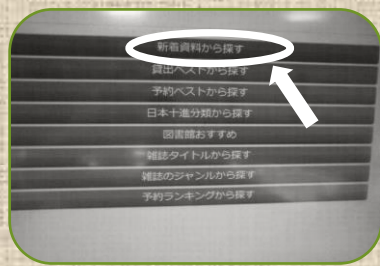 新着資料から探す
貸出ベストから探す
予約ベストから探す
日本十進分類から探す
図書館おすすめ
雑誌タイトルから探す
雑誌のジャンルから探す
予約ランキングから探す